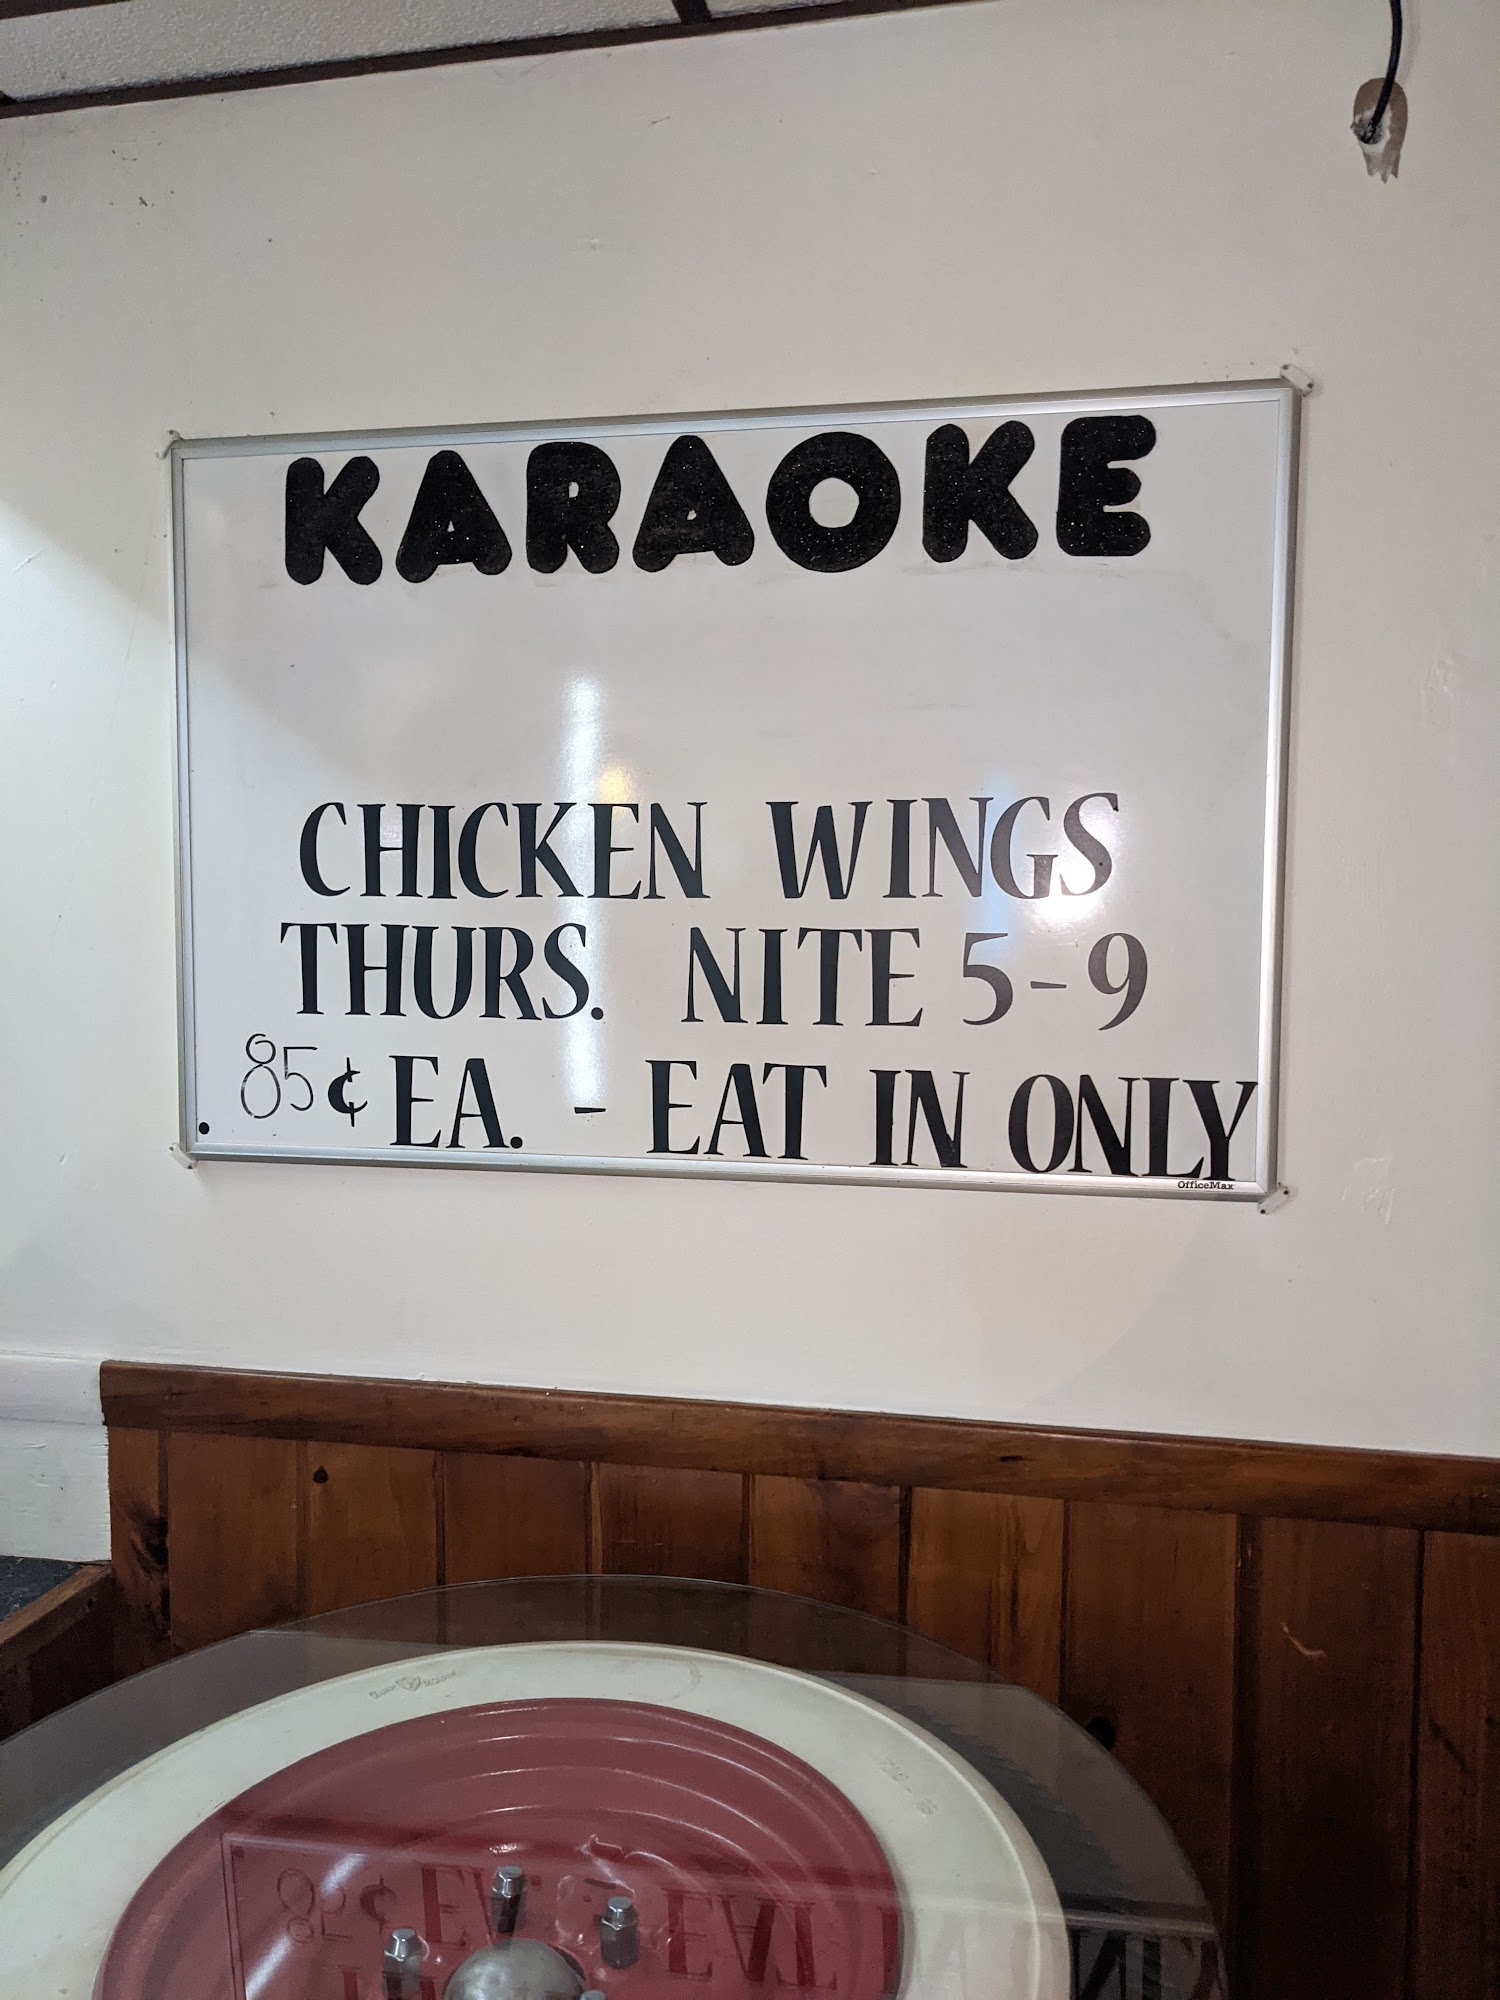 KARAOKE
CHICKEN WINGS
THURS. NITE 5-9
85¢ EA. - EAT IN ONLY
OfficeMax